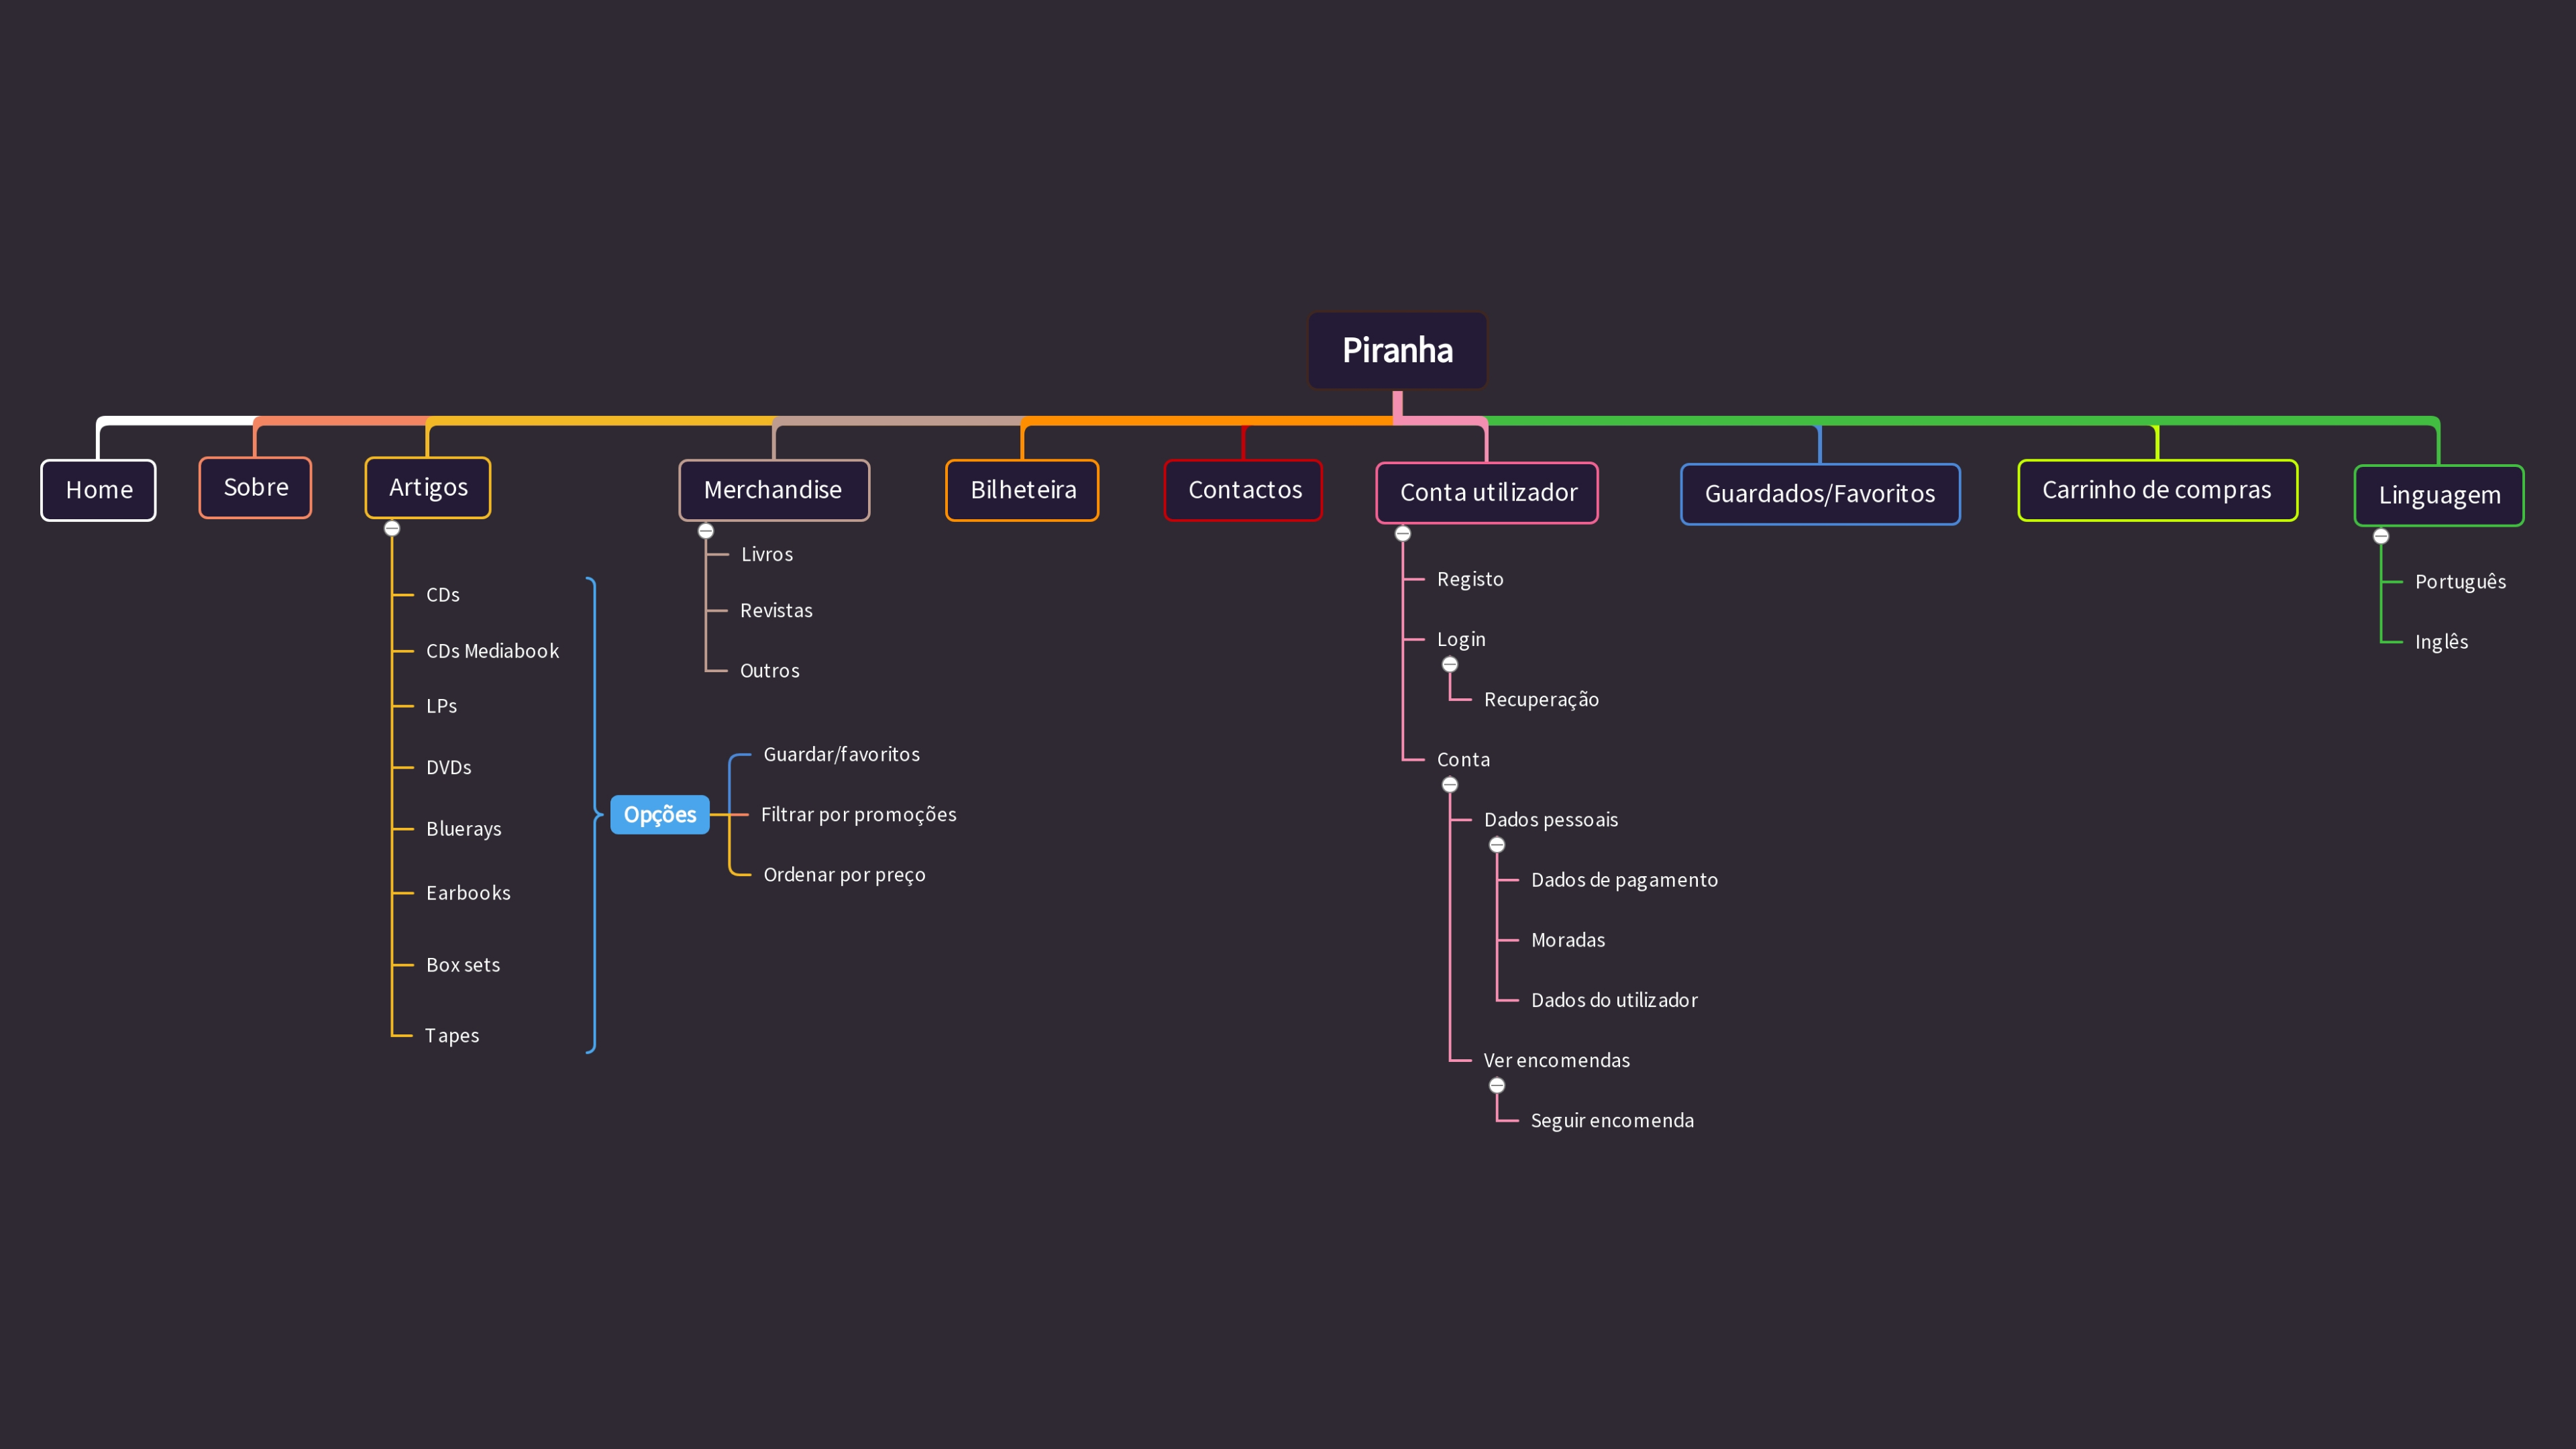 Piranha
Home
Sobre
Artigos
Merchandise
Bilheteira
Contactos
Conta utilizador
Guardados/Favoritos
Carrinho de compras
Linguagem
CDs
CDs Mediabook
LPs
DVDs
Bluerays
Earbooks
Box sets
Tapes
Opções
Guardar/favoritos
Filtrar por promoções
Ordenar por preço
Livros
Revistas
Outros
Registo
Login
Recuperação
Conta
Dados pessoais
Dados de pagamento
Moradas
Dados do utilizador
Ver encomendas
Seguir encomenda
Português
Inglês